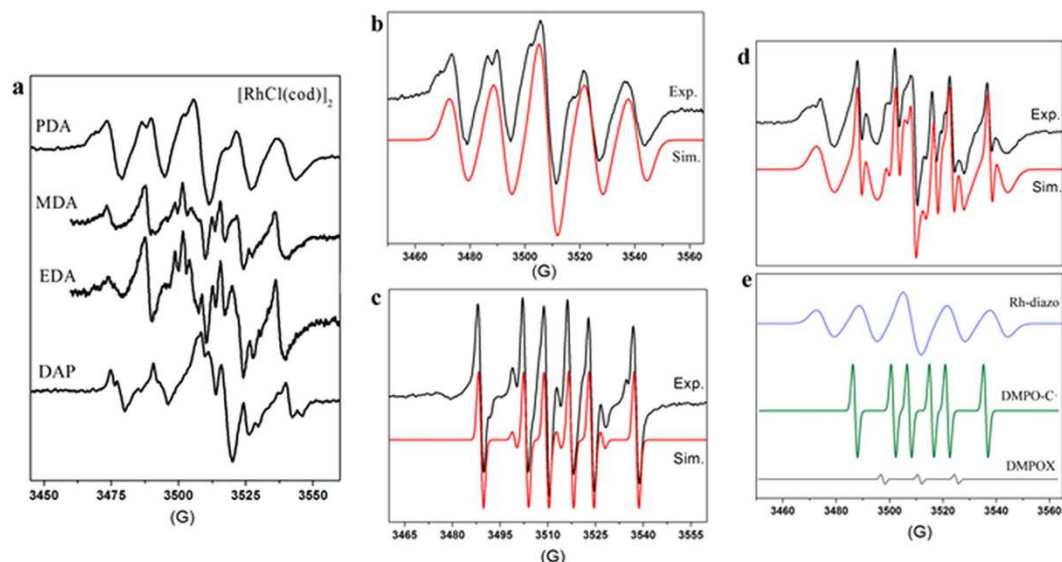 a
[RhCl(cod)]2
PDA
MDA
EDA
DAP
3450 3475 3500 3525 3550
(G)
b
Exp.
Sim.
3460 3480 3500 3520 3540 3560
(G)
c
Exp.
Sim.
3465 3480 3495 3510 3525 3540 3555
(G)
d
Exp.
Sim.
e
Rh-diazo
DMPO-C·
DMPOX
3460 3480 3500 3520 3540 3560
(G)